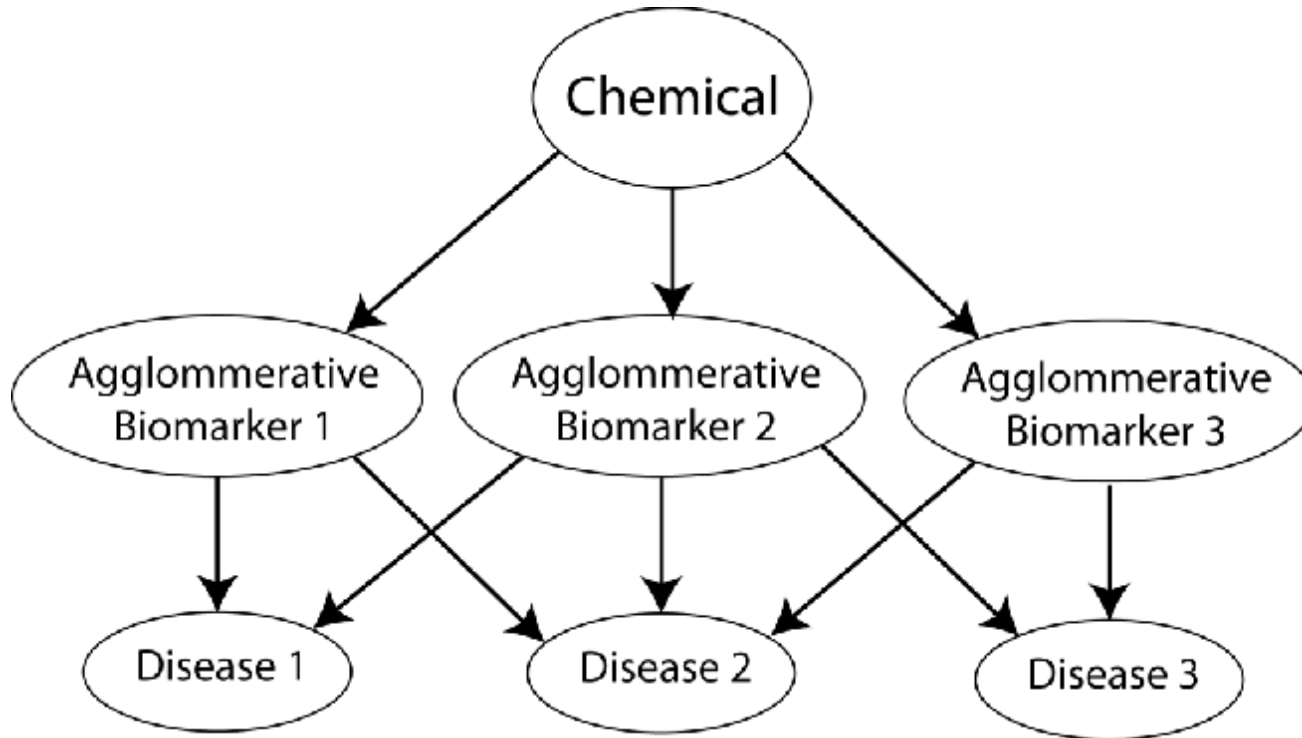 Chemical
Agglommerative
Biomarker 1
Agglommerative
Biomarker 2
Agglommerative
Biomarker 3
Disease 1
Disease 2
Disease 3